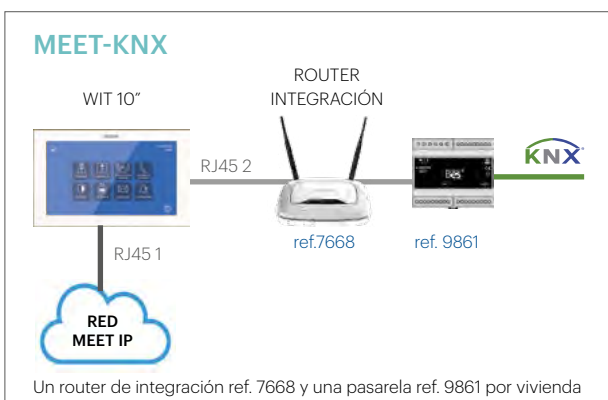 MEET-KNX
WIT 10"
ROUTER
INTEGRACIÓN
RJ45 2
KNX
ref.7668
ref. 9861
RJ45 1
RED
MEET IP
Un router de integración ref. 7668 y una pasarela ref. 9861 por vivienda